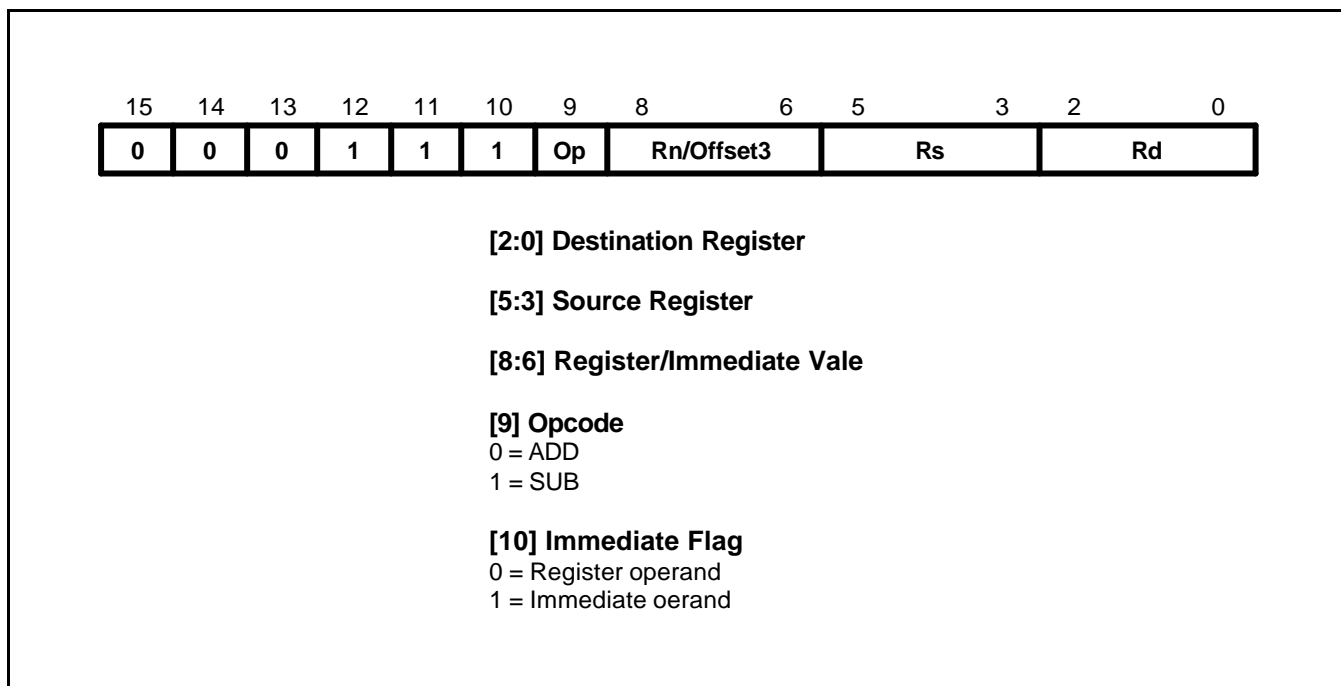 15 14 13 12 11 10 9 8 6 5 3 2 0
0 0 0 1 1 1 Op Rn/Offset3 Rs Rd
[2:0] Destination Register
[5:3] Source Register
[8:6] Register/Immediate Vale
[9] Opcode
0 = ADD
1 = SUB
[10] Immediate Flag
0 = Register operand
1 = Immediate oerand